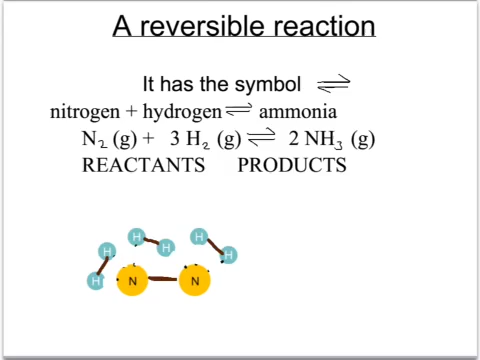 A reversible reaction
It has the symbol ⇌
nitrogen + hydrogen ⇌ ammonia
N₂ (g) + 3 H₂ (g) ⇌ 2 NH₃ (g)
REACTANTS PRODUCTS
H H H
H H H
N N